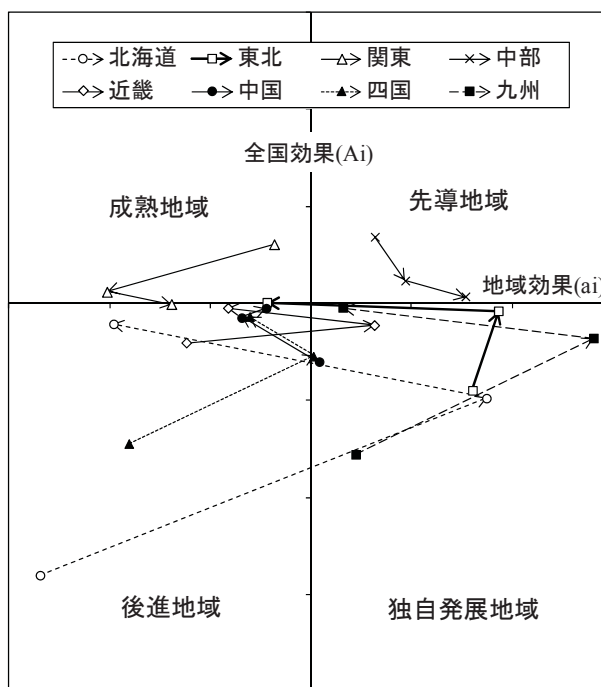 北海道 東北 関東 中部
近畿 中国 四国 九州
全国効果(Ai)
成熟地域 先導地域
地域効果(ai)
後進地域 独自発展地域